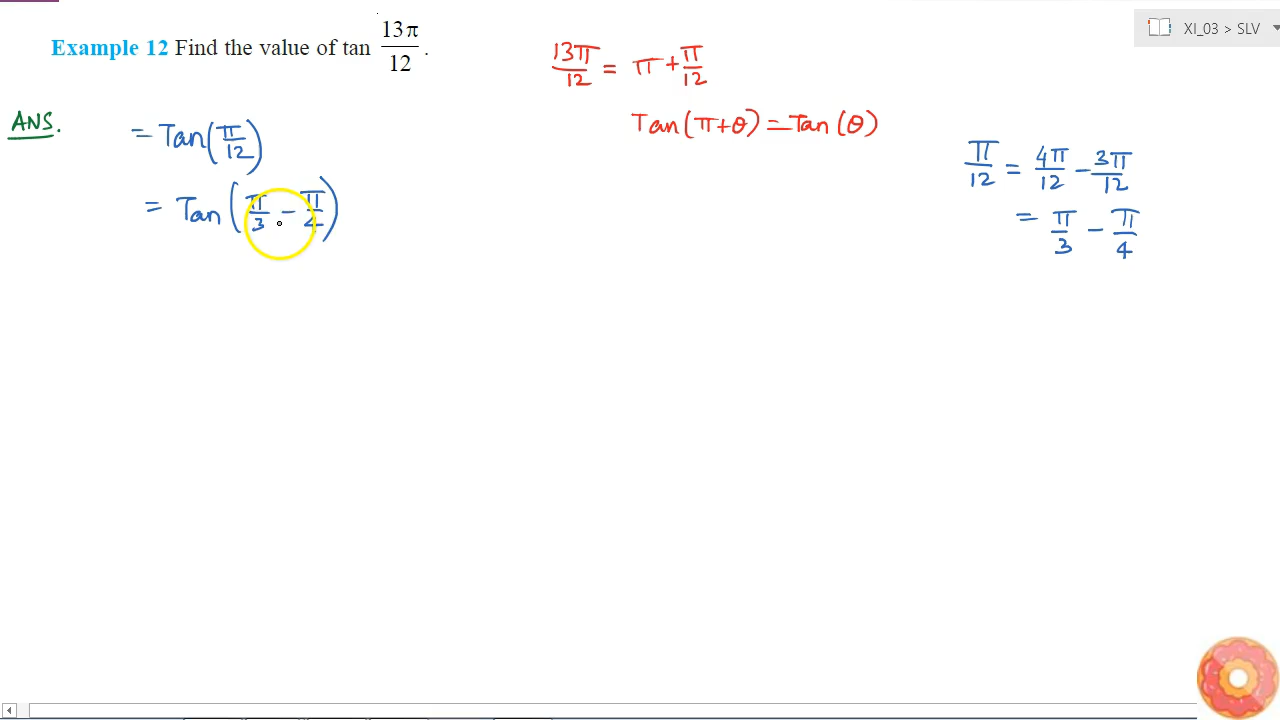 Example 12 Find the value of tan 13π/12 .
XI_03 > SLV
13π/12 = π + π/12
Tan(π+θ) = Tan(θ)
ANS.
= Tan(π/12)
= Tan(π/3 − π/4)
π/12 = 4π/12 − 3π/12
= π/3 − π/4